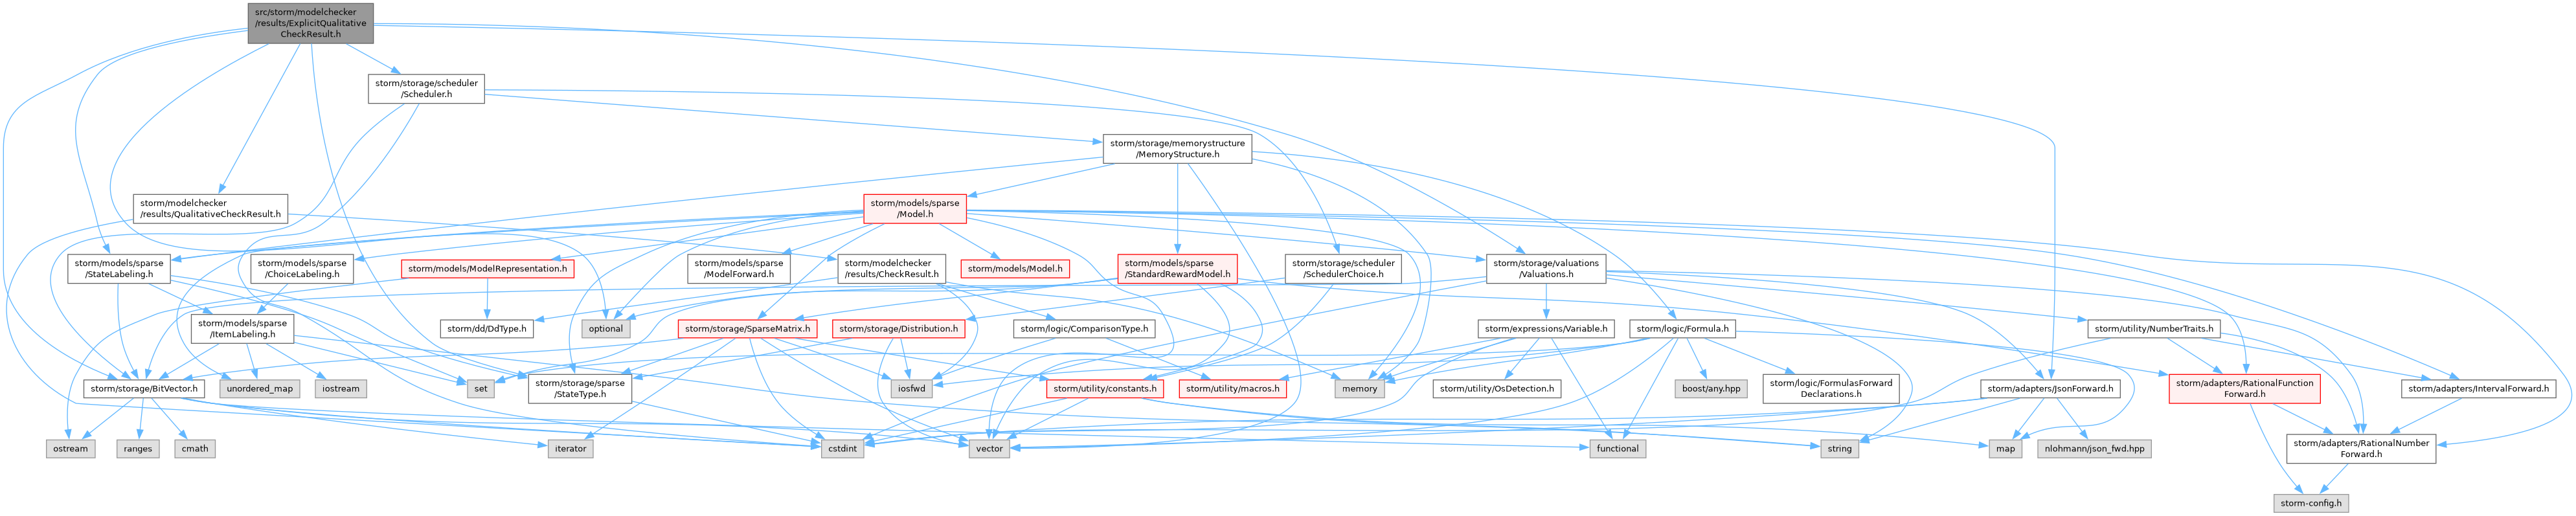 src/storm/modelchecker
/results/ExplicitQualitative
CheckResult.h
storm/storage/scheduler
/Scheduler.h
storm/storage/memorystructure
/MemoryStructure.h
storm/modelchecker
/results/QualitativeCheckResult.h
storm/models/sparse
/Model.h
storm/models/sparse
/StateLabeling.h
storm/models/sparse
/ChoiceLabeling.h
storm/models/ModelRepresentation.h
storm/models/sparse
/ModelForward.h
storm/modelchecker
/results/CheckResult.h
storm/models/Model.h
storm/models/sparse
/StandardRewardModel.h
storm/storage/scheduler
/SchedulerChoice.h
storm/storage/valuations
/Valuations.h
storm/models/sparse
/ItemLabeling.h
storm/dd/DdType.h
optional
storm/storage/SparseMatrix.h
storm/storage/Distribution.h
storm/logic/ComparisonType.h
storm/expressions/Variable.h
storm/logic/Formula.h
storm/utility/NumberTraits.h
storm/storage/BitVector.h
unordered_map
iostream
set
storm/storage/sparse
/StateType.h
iosfwd
storm/utility/constants.h
storm/utility/macros.h
memory
storm/utility/OsDetection.h
boost/any.hpp
storm/logic/FormulasForward
Declarations.h
storm/adapters/JsonForward.h
storm/adapters/RationalFunction
Forward.h
storm/adapters/IntervalForward.h
ostream
ranges
cmath
iterator
cstdint
vector
functional
string
map
nlohmann/json_fwd.hpp
storm/adapters/RationalNumber
Forward.h
storm-config.h